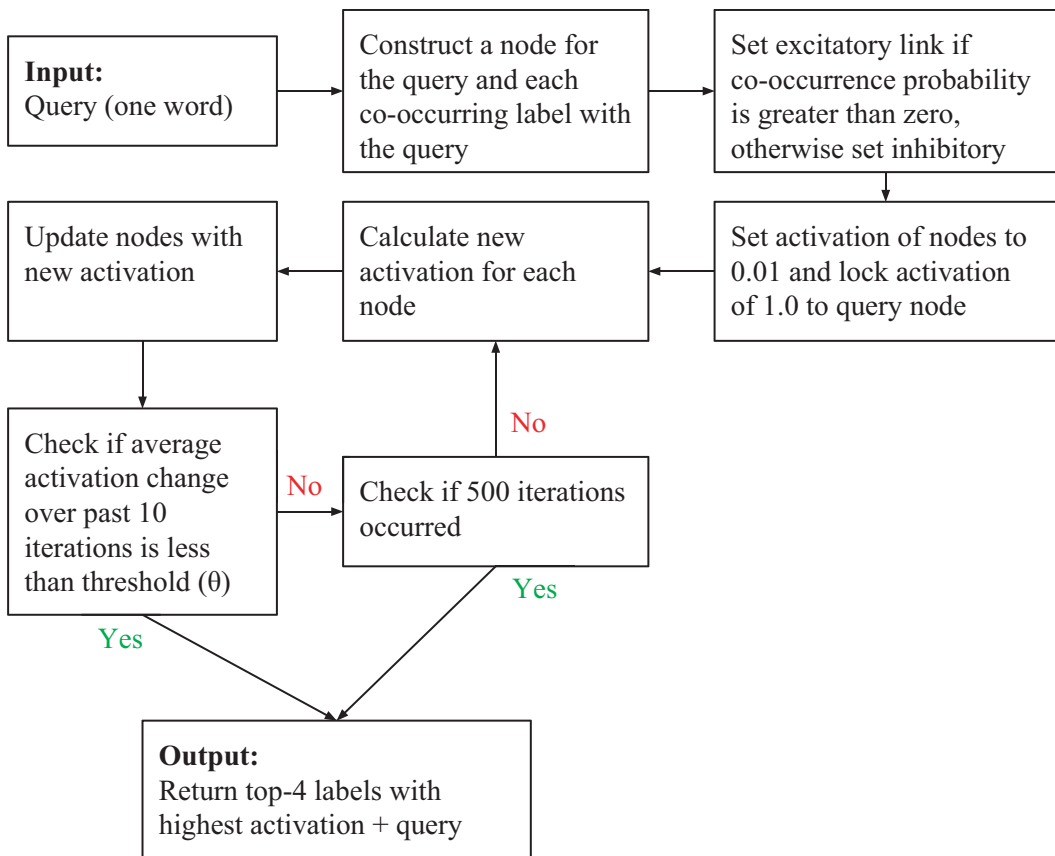 Input:
Query (one word)
Construct a node for
the query and each
co-occurring label with
the query
Set excitatory link if
co-occurrence probability
is greater than zero,
otherwise set inhibitory
Set activation of nodes to
0.01 and lock activation
of 1.0 to query node
Calculate new
activation for each
node
Update nodes with
new activation
Check if average
activation change
over past 10
iterations is less
than threshold (θ)
No
Check if 500 iterations
occurred
No
Yes
Yes
Output:
Return top-4 labels with
highest activation + query